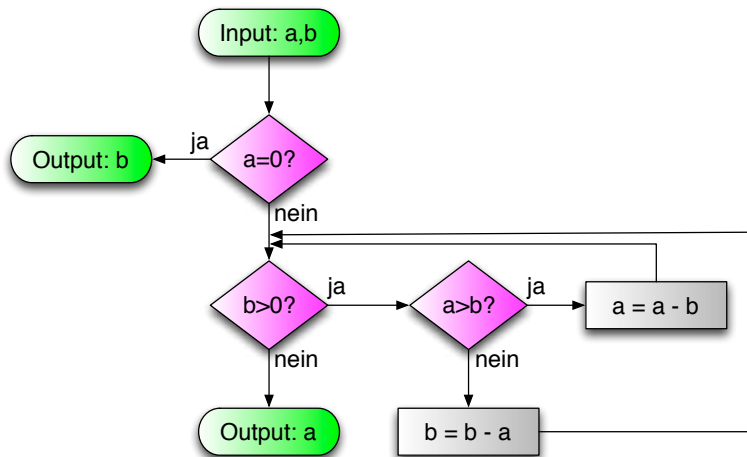 Input: a,b
ja
Output: b
a=0?
nein
b>0?
ja
a>b?
ja
a = a - b
nein
nein
Output: a
b = b - a